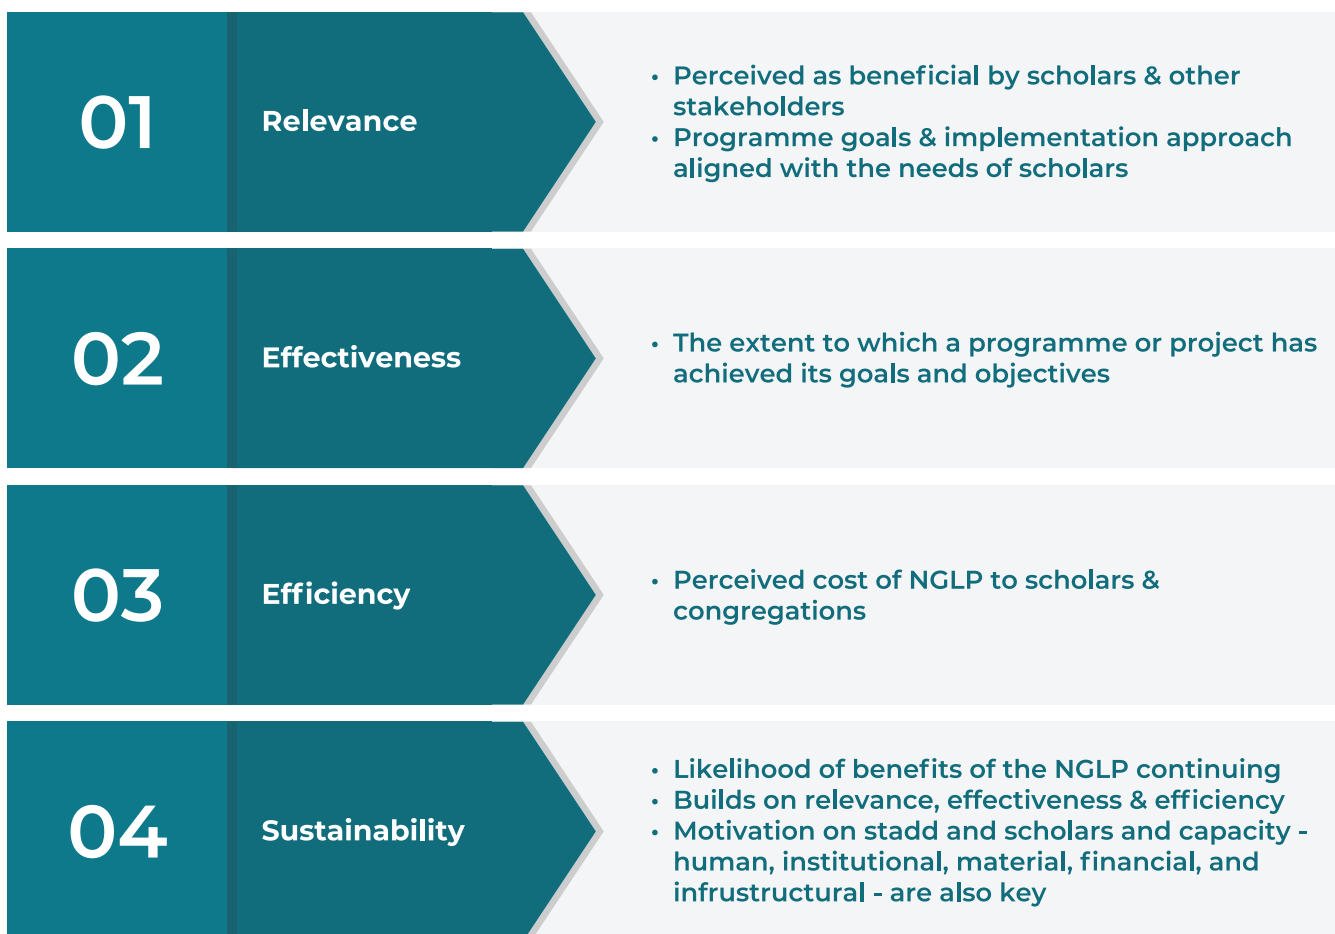 01
Relevance
• Perceived as beneficial by scholars & other
stakeholders
• Programme goals & implementation approach
aligned with the needs of scholars
02
Effectiveness
• The extent to which a programme or project has
achieved its goals and objectives
03
Efficiency
• Perceived cost of NGLP to scholars &
congregations
04
Sustainability
• Likelihood of benefits of the NGLP continuing
• Builds on relevance, effectiveness & efficiency
• Motivation on stadd and scholars and capacity -
human, institutional, material, financial, and
infrustructural - are also key